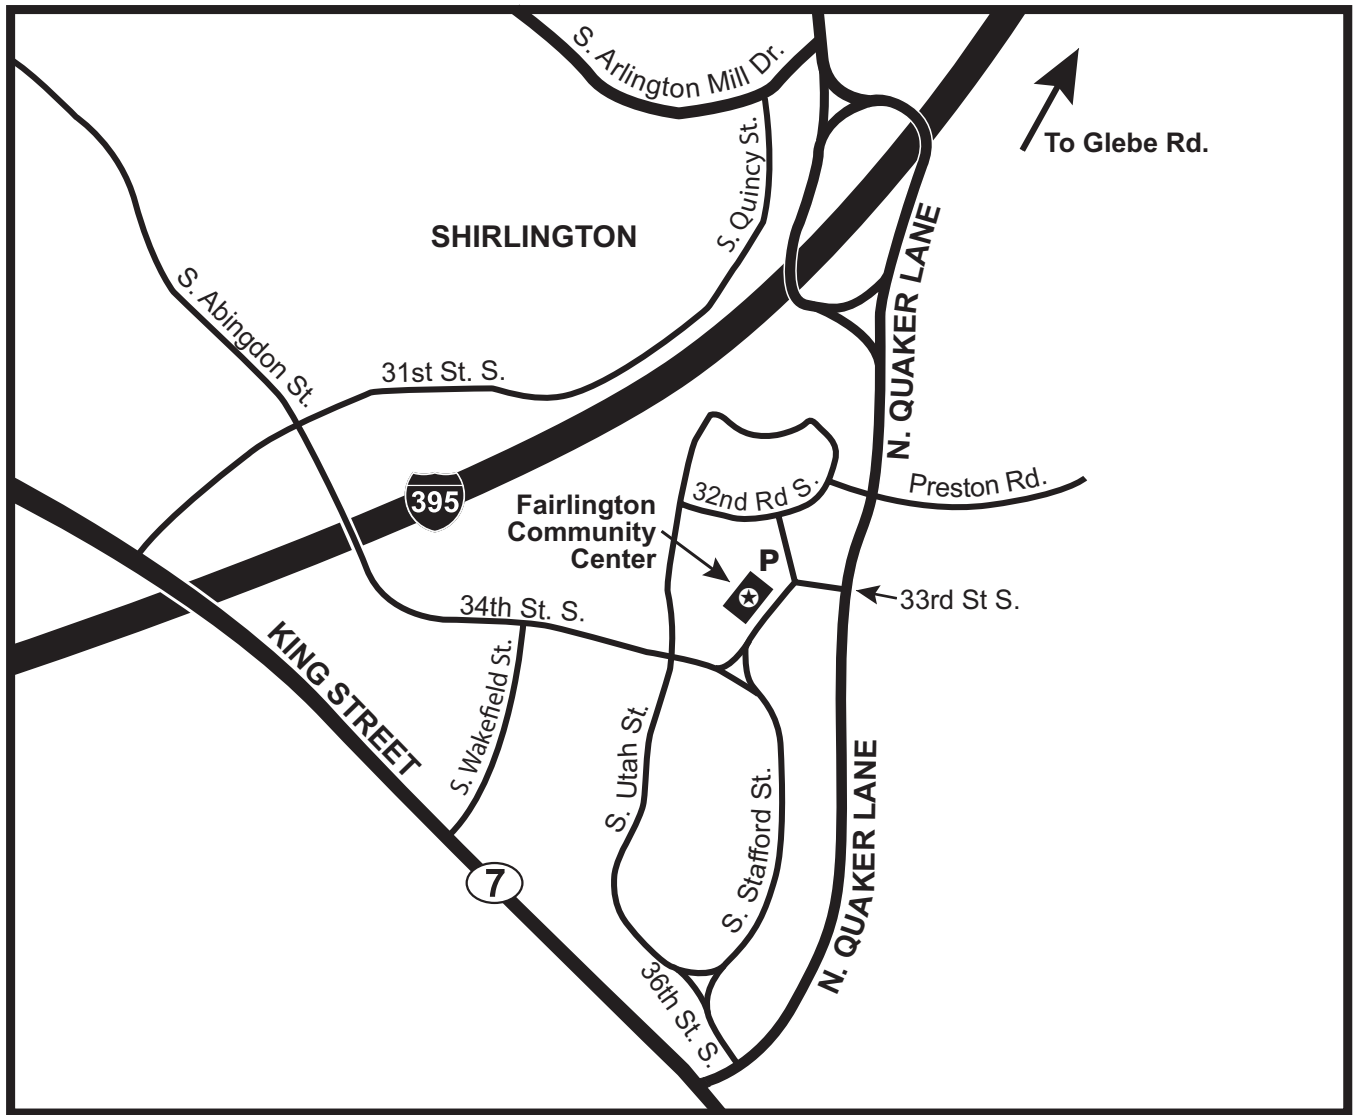 S. Arlington Mill Dr.
To Glebe Rd.
S. Quincy St.
SHIRLINGTON
N. QUAKER LANE
S. Abingdon St.
31st St. S.
395
Fairlington
Community
Center
32nd Rd S.
Preston Rd.
P
33rd St S.
34th St. S.
KING STREET
S. Wakefield St.
S. Utah St.
S. Stafford St.
N. QUAKER LANE
7
36th St. S.